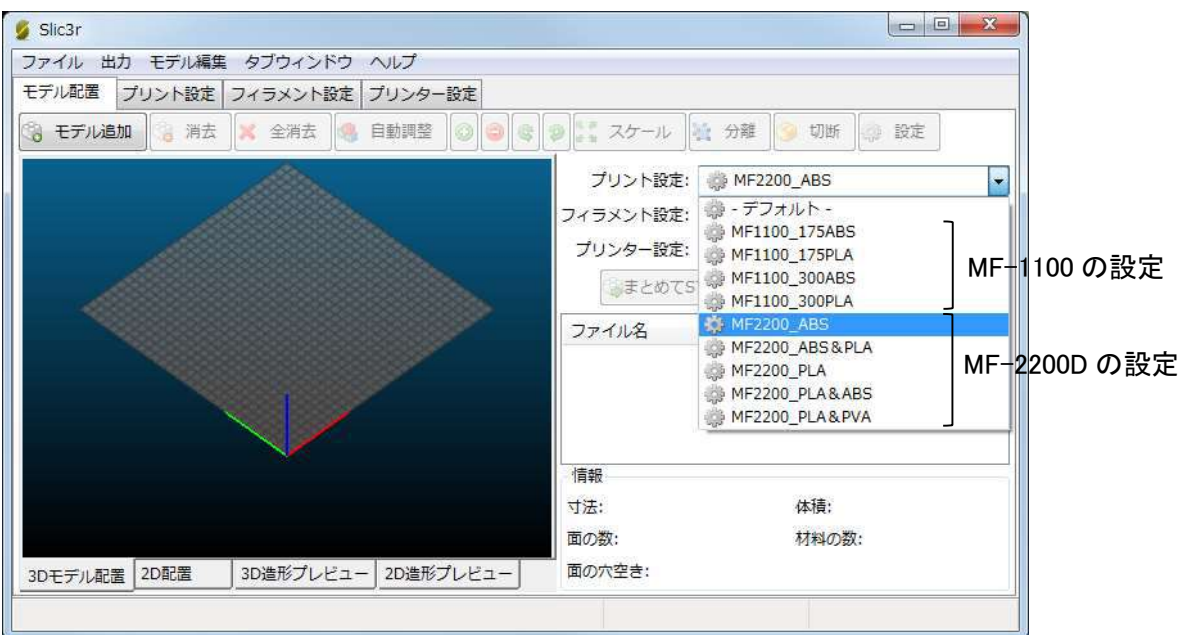 Slic3r
ファイル 出力 モデル編集 タブウィンドウ ヘルプ
モデル配置 プリント設定 フィラメント設定 プリンター設定
モデル追加 消去 全消去 自動調整 スケール 分離 切断 設定
プリント設定: MF2200_ABS
フィラメント設定:
プリンター設定:
- デフォルト -
MF1100_175ABS
MF1100_175PLA
MF1100_300ABS
MF1100_300PLA
MF2200_ABS
MF2200_ABS&PLA
MF2200_PLA
MF2200_PLA&ABS
MF2200_PLA&PVA
MF-1100 の設定
MF-2200D の設定
まとめてS
ファイル名
情報
寸法: 体積:
面の数: 材料の数:
面の穴空き:
3Dモデル配置 2D配置 3D造形プレビュー 2D造形プレビュー